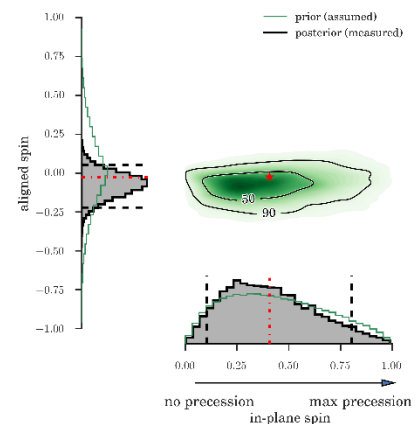 prior (assumed)
posterior (measured)
1.00
0.75
0.50
0.25
0.00
−0.25
−0.50
−0.75
−1.00
aligned spin
50
90
0.00
0.25
0.50
0.75
1.00
no precession
max precession
in-plane spin